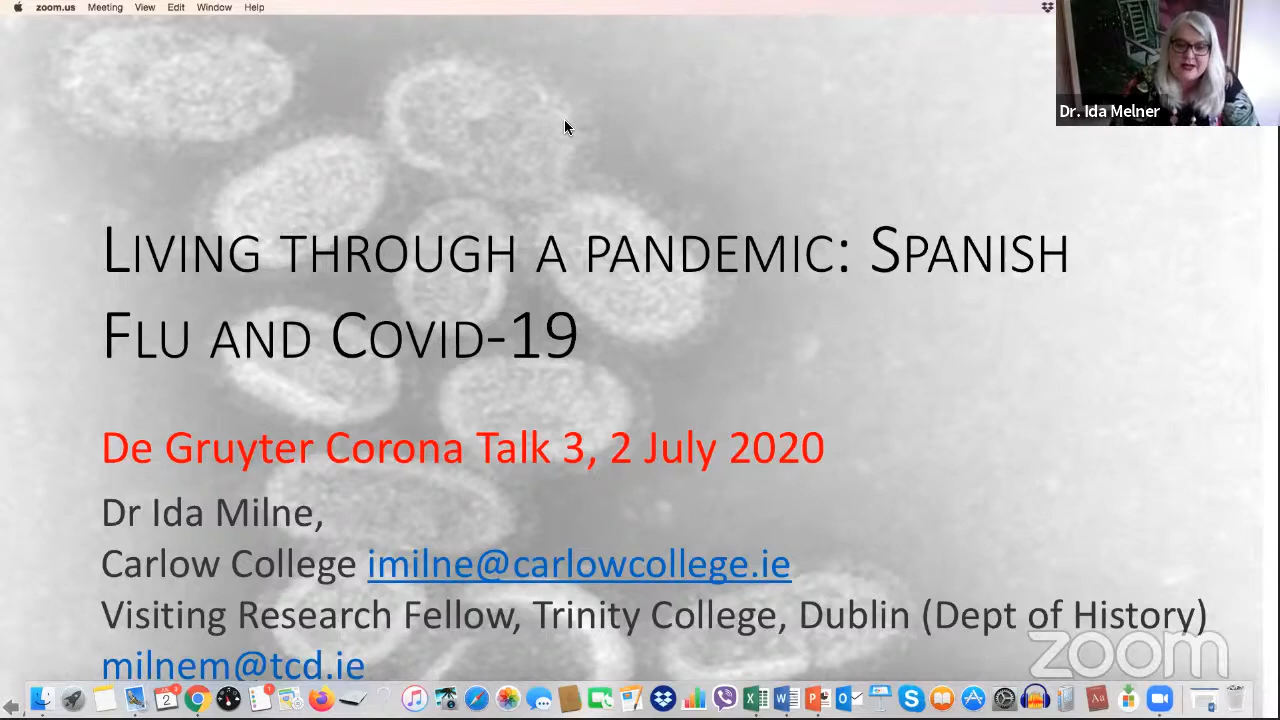 zoom.us Meeting View Edit Window Help
Dr. Ida Melner
LIVING THROUGH A PANDEMIC: SPANISH
FLU AND COVID-19
De Gruyter Corona Talk 3, 2 July 2020
Dr Ida Milne,
Carlow College imilne@carlowcollege.ie
Visiting Research Fellow, Trinity College, Dublin (Dept of History)
zoom
milnem@tcd.ie